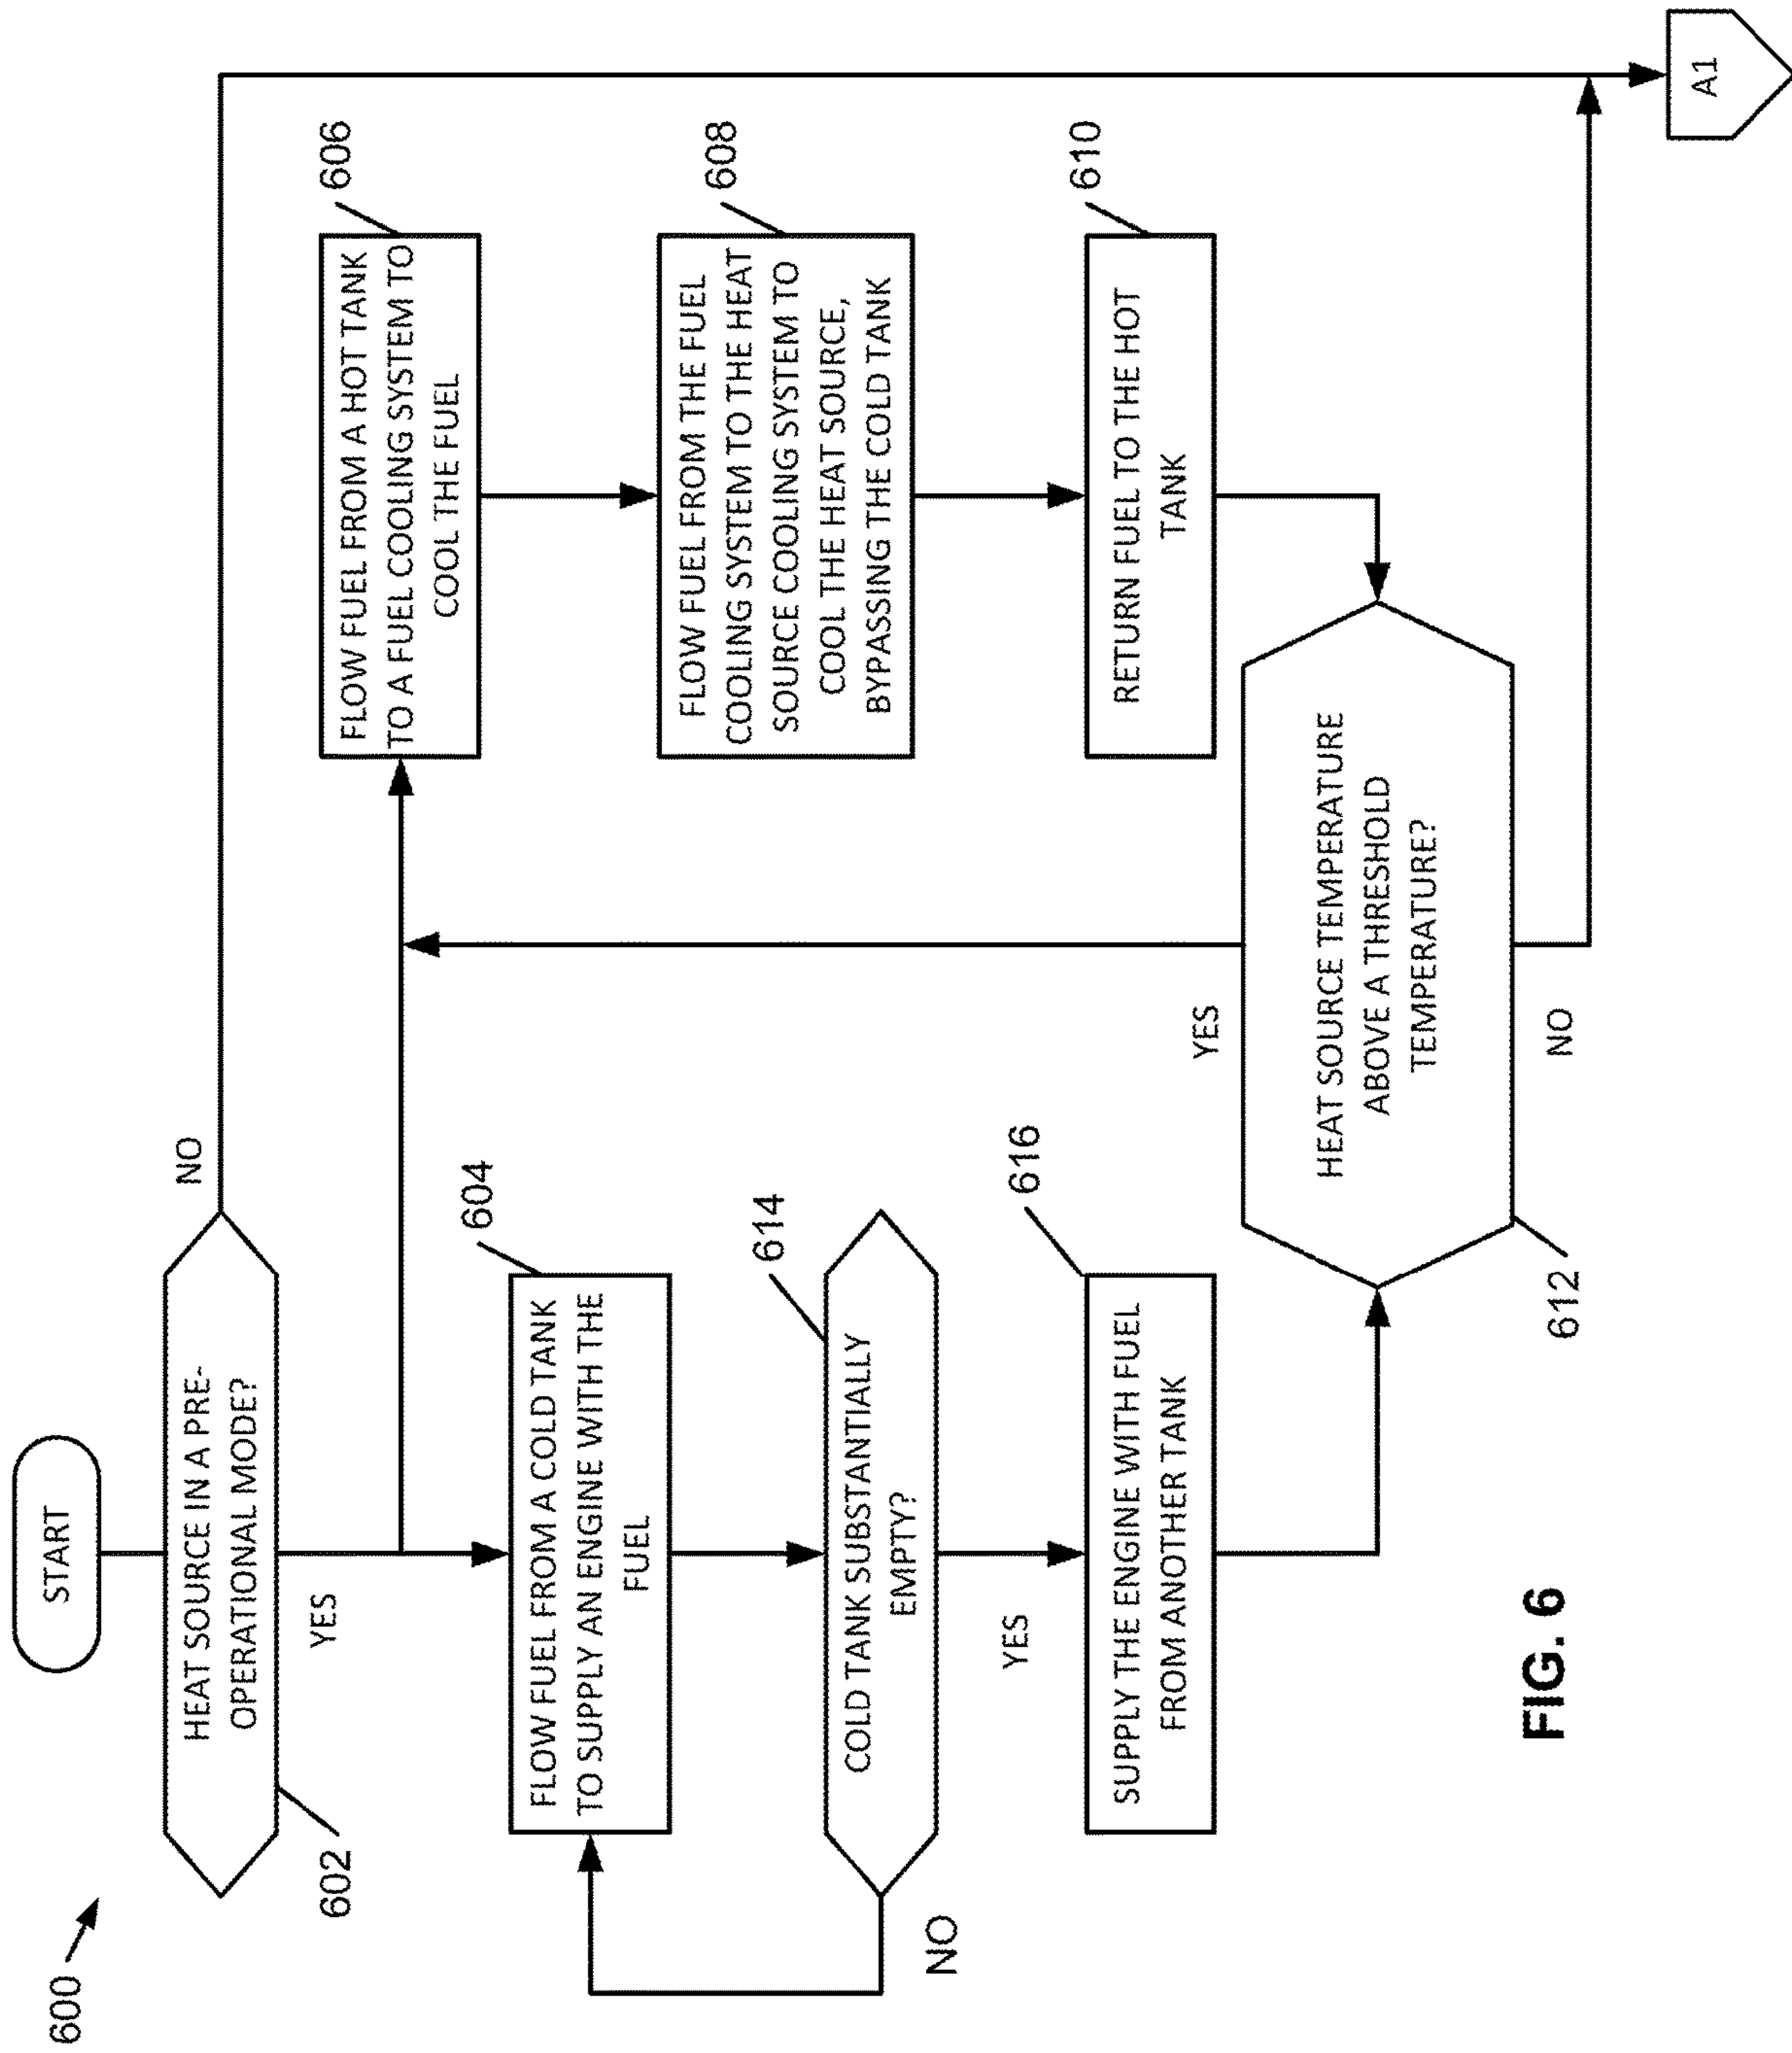 600
START
HEAT SOURCE IN A PRE-
OPERATIONAL MODE?
602
NO
YES
FLOW FUEL FROM A COLD TANK
TO SUPPLY AN ENGINE WITH THE
FUEL
604
COLD TANK SUBSTANTIALLY
EMPTY?
614
NO
YES
SUPPLY THE ENGINE WITH FUEL
FROM ANOTHER TANK
616
FLOW FUEL FROM A HOT TANK
TO A FUEL COOLING SYSTEM TO
COOL THE FUEL
606
FLOW FUEL FROM THE FUEL
COOLING SYSTEM TO THE HEAT
SOURCE COOLING SYSTEM TO
COOL THE HEAT SOURCE,
BYPASSING THE COLD TANK
608
RETURN FUEL TO THE HOT
TANK
610
YES
HEAT SOURCE TEMPERATURE
ABOVE A THRESHOLD
TEMPERATURE?
612
NO
A1
FIG. 6